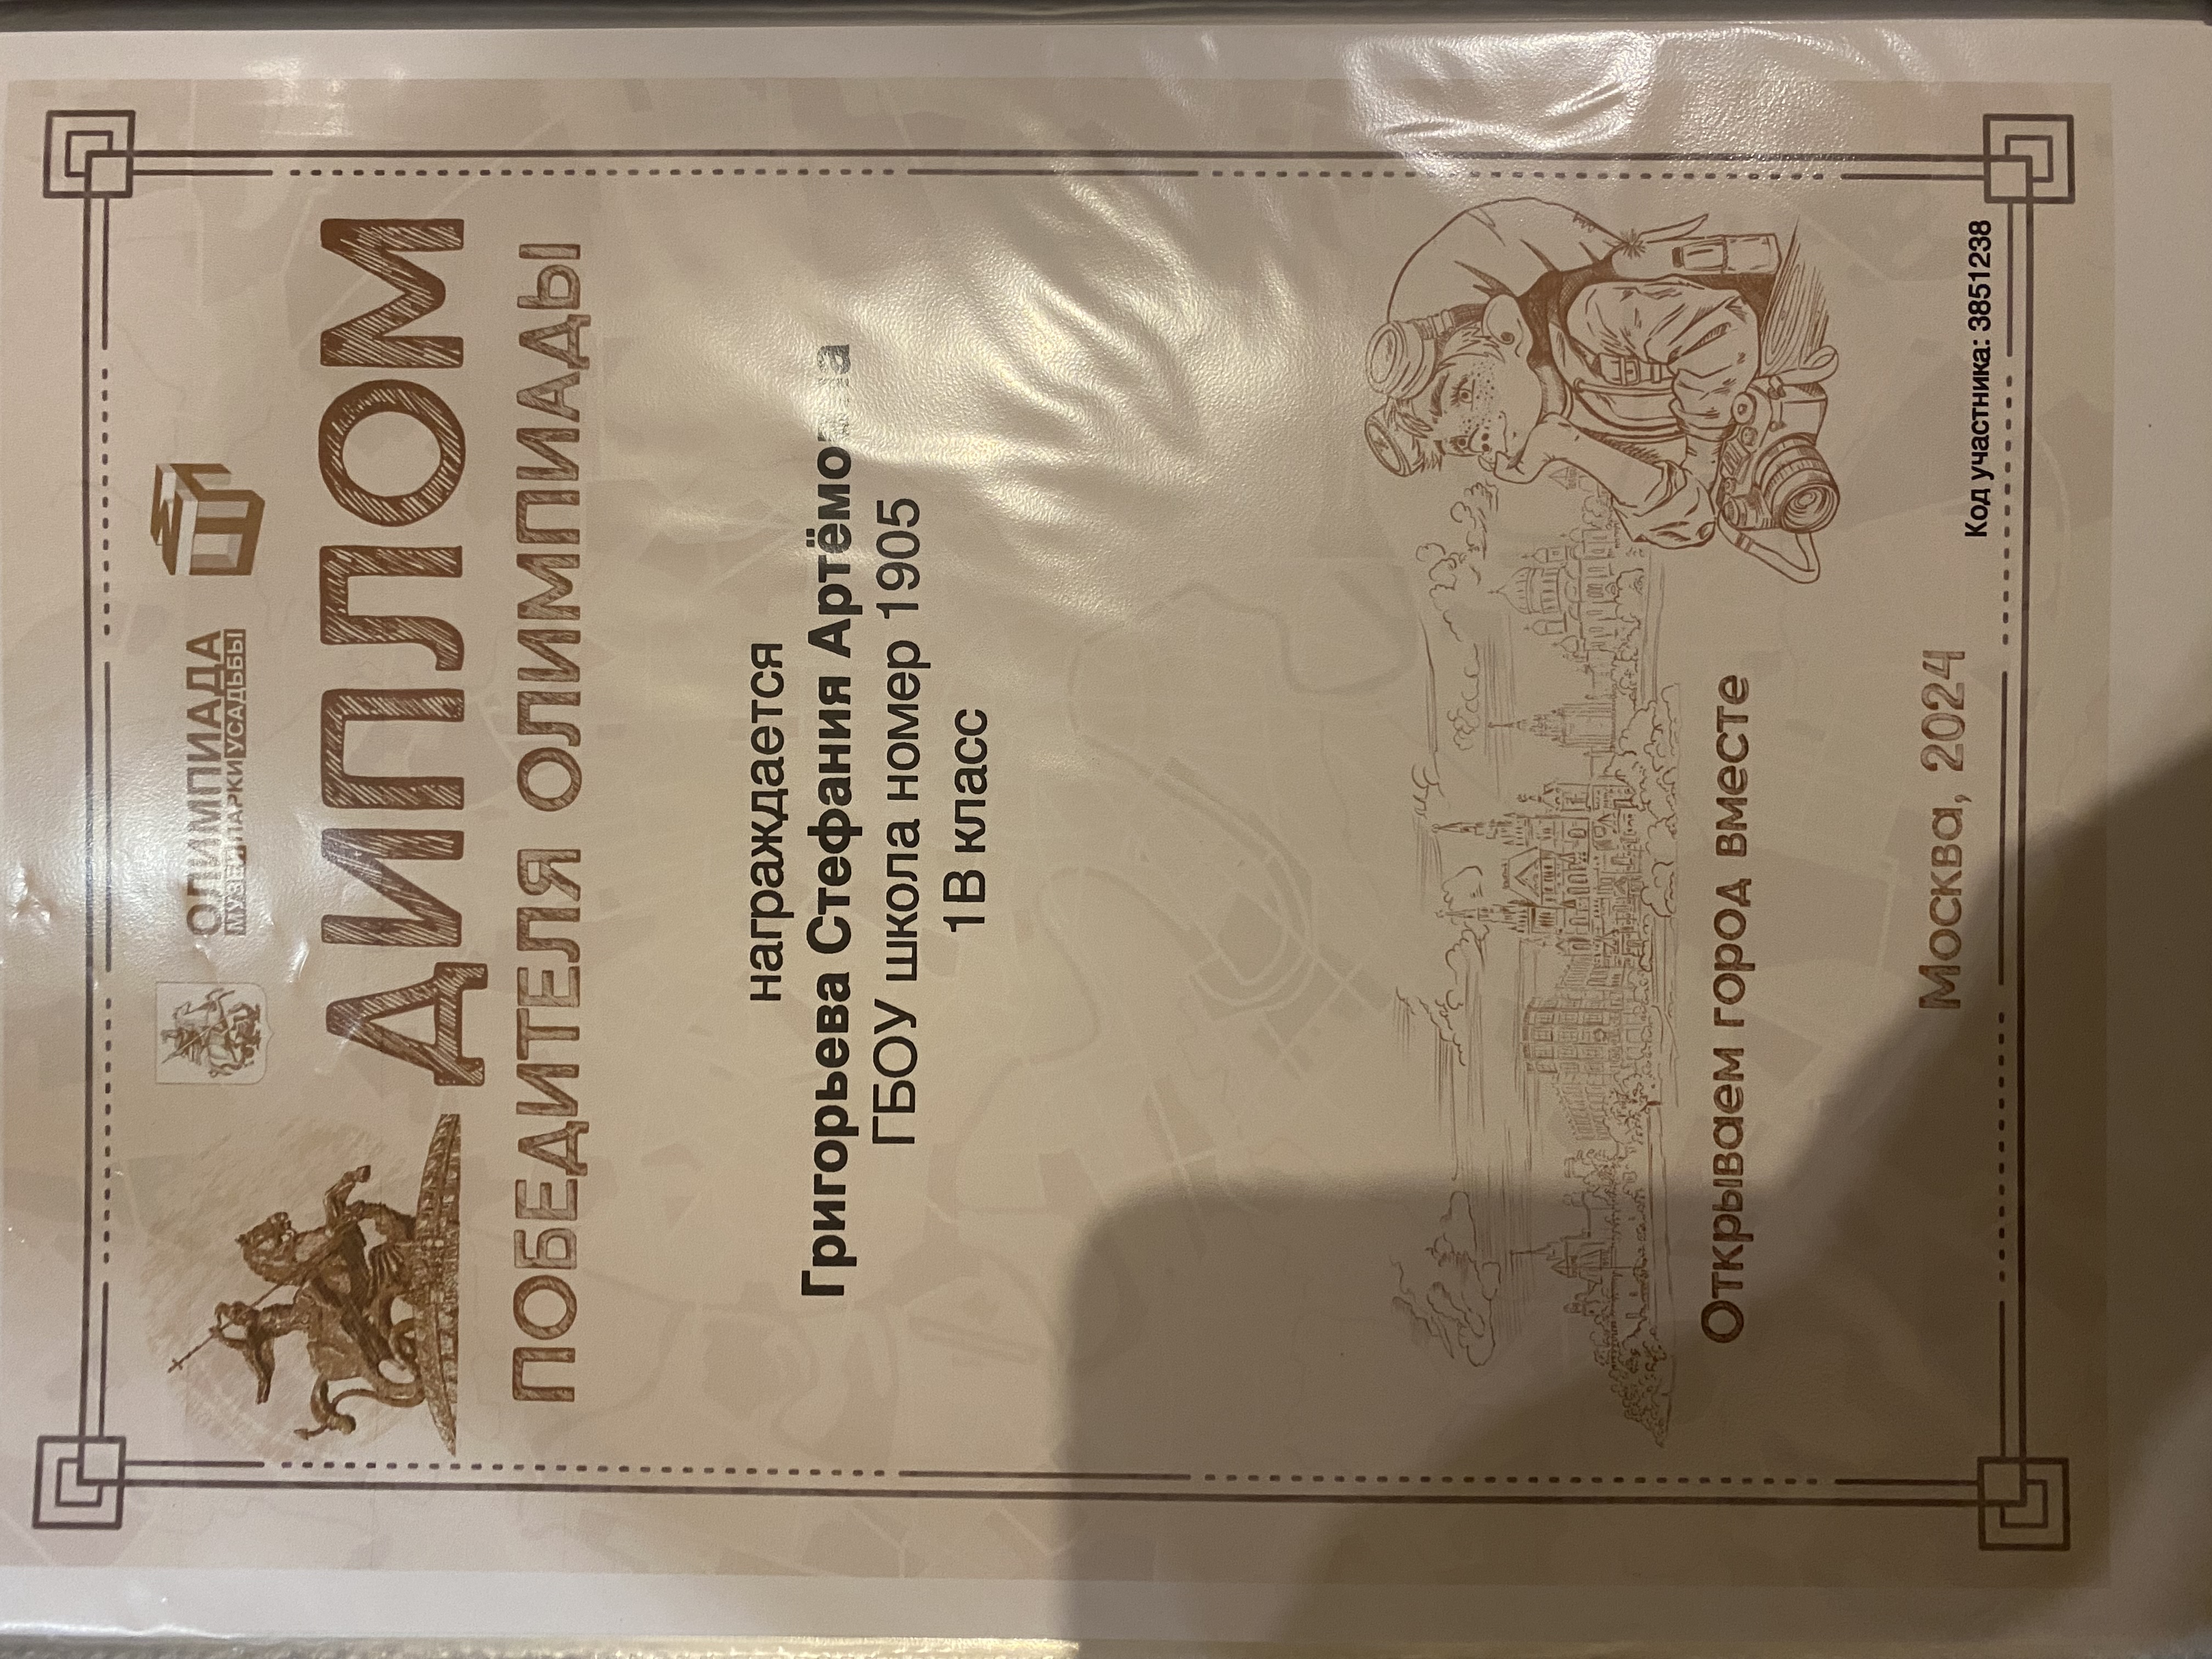 ОЛИМПИАДА
МУЗЕИ ПАРКИ УСАДЬБЫ
ДИПЛОМ
ПОБЕДИТЕЛЯ ОЛИМПИАДЫ
награждается
Григорьева Стефания Артёмовна
ГБОУ школа номер 1905
1В класс
Открываем город вместе
Москва, 2024
Код участника: 3851238